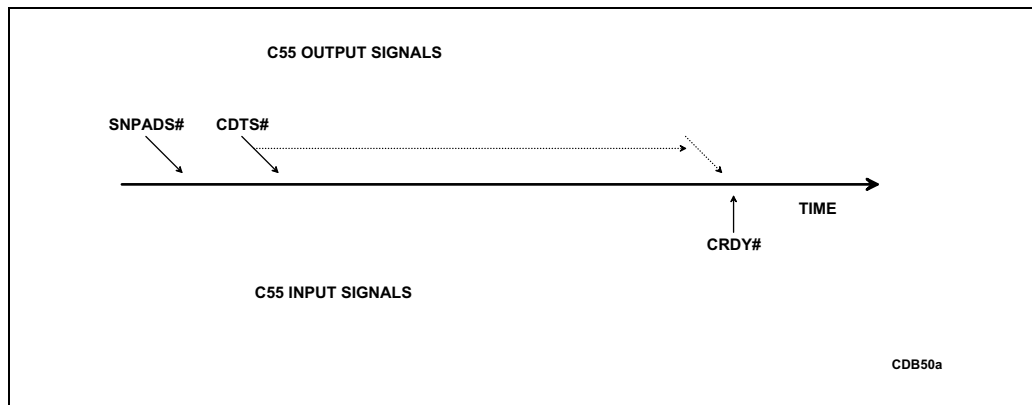 C55 OUTPUT SIGNALS
SNPADS# CDTS#
TIME
CRDY#
C55 INPUT SIGNALS
CDB50a